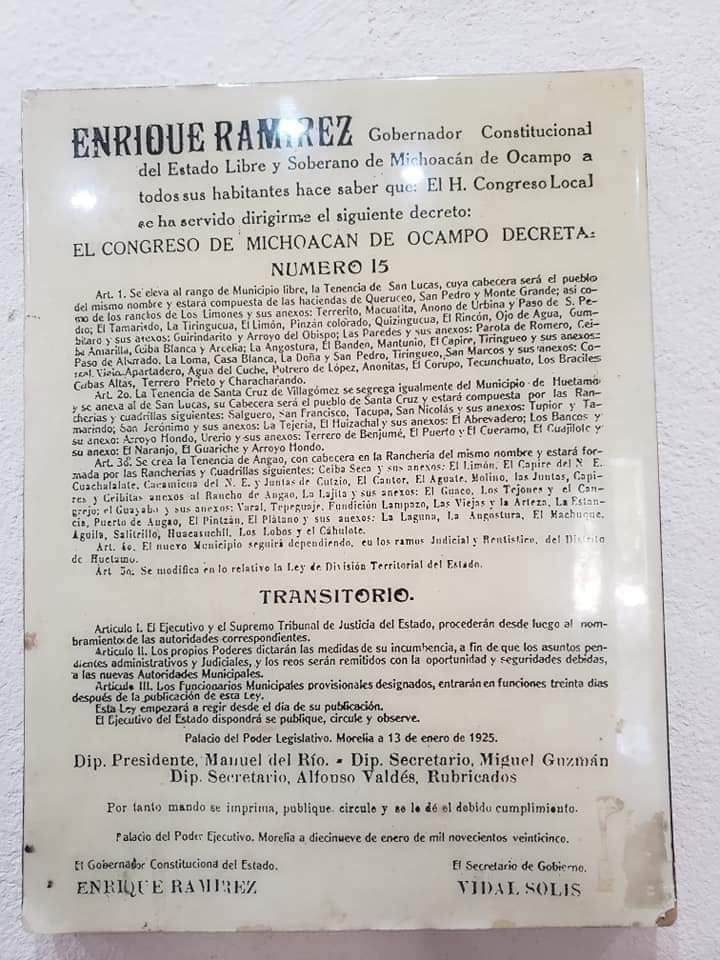 ENRIQUE RAMIREZ Gobernador Constitucional
del Estado Libre y Soberano de Michoacán de Ocampo a
todos sus habitantes hace saber que: El H. Congreso Local
se ha servido dirigirme el siguiente decreto:
EL CONGRESO DE MICHOACAN DE OCAMPO DECRETA:
NUMERO 15
Art. 1. Se eleva al rango de Municipio libre, la Tenencia de San Lucas, cuya cabecera será el pueblo
del mismo nombre y estará compuesta de las haciendas de Queruceo, San Pedro y Monte Grande; asi co-
mo de los ranchos de Los Limones y sus anexos: Terrerito, Macuatita, Anono de Urbina y Paso de S. Pe-
dro; El Tamarindo, La Tiringucua, El Limón, Pinzán colorado, Quizingucua, El Rincón, Ojo de Agua, Gum-
bitaro y sus anexos: Guirindarito y Arroyo del Obispo; Las Paredes y sus anexos: Parota de Romero, Cei-
ba Amarilla, Ceiba Blanca y Arcelia; La Angostura, El Banden, Mantunio, El Capire, Tiringueo y sus anexos:
Paso de Alvarado, La Loma, Casa Blanca, La Doña y San Pedro, Tiringueo, San Marcos y sus anexos: Co-
rral Viejo, Apartadero, Agua del Cuche, Potrero de López, Anonitas, El Corupo, Tecunchuato, Los Braciles
Cubas Altas, Terrero Prieto y Characharando.
Art. 2o. La Tenencia de Santa Cruz de Villagómez se segrega igualmente del Municipio de Huetamo
y se anexa al de San Lucas, su Cabecera será el pueblo de Santa Cruz y estará compuesta por las Ran-
cherías y cuadrillas siguientes: Salguero, San Francisco, Tacupa, San Nicolás y sus anexos: Tupior y Ta-
marindo; San Jerónimo y sus anexos: La Tejería, El Huizachal y sus anexos: El Abrevadero; Los Bancos y
su anexo: Arroyo Hondo, Urerio y sus anexos: Terrero de Benjumé, El Puerto y El Cueramo, El Guajilote y
su anexo: El Naranjo, El Guariche y Arroyo Hondo.
Art. 3o. Se crea la Tenencia de Angao, con cabecera en la Ranchería del mismo nombre y estará for-
mada por las Rancherías y Cuadrillas siguientes: Ceiba Seca y sus anexos: El Limón, El Capire del N. E.
Cuachalalate, Cacamicua del N. E. y Juntas de Cutzio, El Cantor, El Aguate, Molino, las Juntas, Capi-
res y Ceibitas anexos al Rancho de Angao, La Lajita y sus anexos: El Guaco, Los Tejones y el Can-
grejo; el Guayabo y sus anexos: Varal, Tepeguaje, Fundición Lampazo, Las Viejas y la Arteza, La Estan-
cia, Puerto de Angao, El Pintzán, El Plátano y sus anexos: La Laguna, La Angostura, El Machuque,
Aguila, Salitrillo, Huacasuchil, Los Lobos y el Cáhulote.
Art. 4o. El nuevo Municipio seguirá dependiendo, en los ramos Judicial y Rentístico, del Distrito
de Huetamo.
Art 5o. Se modifica en lo relativo la Ley de División Territorial del Estado.
TRANSITORIO.
Artículo I. El Ejecutivo y el Supremo Tribunal de Justicia del Estado, procederán desde luego al nom-
bramiento de las autoridades correspondientes.
Artículo II. Los propios Poderes dictarán las medidas de su incumbencia, a fin de que los asuntos pen-
dientes administrativos y Judiciales, y los reos serán remitidos con la oportunidad y seguridades debidas,
a las nuevas Autoridades Municipales.
Artículo III. Los Funcionarios Municipales provisionales designados, entrarán en funciones treinta días
después de la publicación de esta Ley.
Esta Ley empezará a regir desde el día de su publicación.
El Ejecutivo del Estado dispondrá se publique, circule y observe.
Palacio del Poder Legislativo. Morelia a 13 de enero de 1925.
Dip. Presidente, Manuel del Río. - Dip. Secretario, Miguel Guzmán
Dip. Secretario, Alfonso Valdés, Rubricados
Por tanto mando se imprima, publique, circule y se le dé el debido cumplimiento.
Palacio del Poder Ejecutivo. Morelia a diecinueve de enero de mil novecientos veinticinco.
El Gobernador Constitucional del Estado.
ENRIQUE RAMIREZ
El Secretario de Gobierno.
VIDAL SOLIS